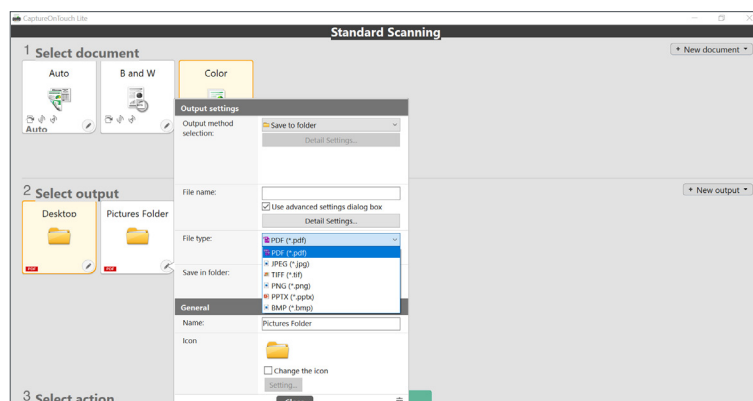 CaptureOnTouch Lite
Standard Scanning
1 Select document
+ New document
Auto
B and W
Color
Auto
Output settings
Output method selection:
Save to folder
Detail Settings...
2 Select output
+ New output
Desktop
Pictures Folder
PDF
PDF
File name:
Use advanced settings dialog box
Detail Settings...
File type:
PDF (*.pdf)
PDF (*.pdf)
JPEG (*.jpg)
TIFF (*.tif)
PNG (*.png)
PPTX (*.pptx)
BMP (*.bmp)
Save in folder:
General
Name:
Pictures Folder
Icon
Change the icon
Setting...
3 Select action
Close